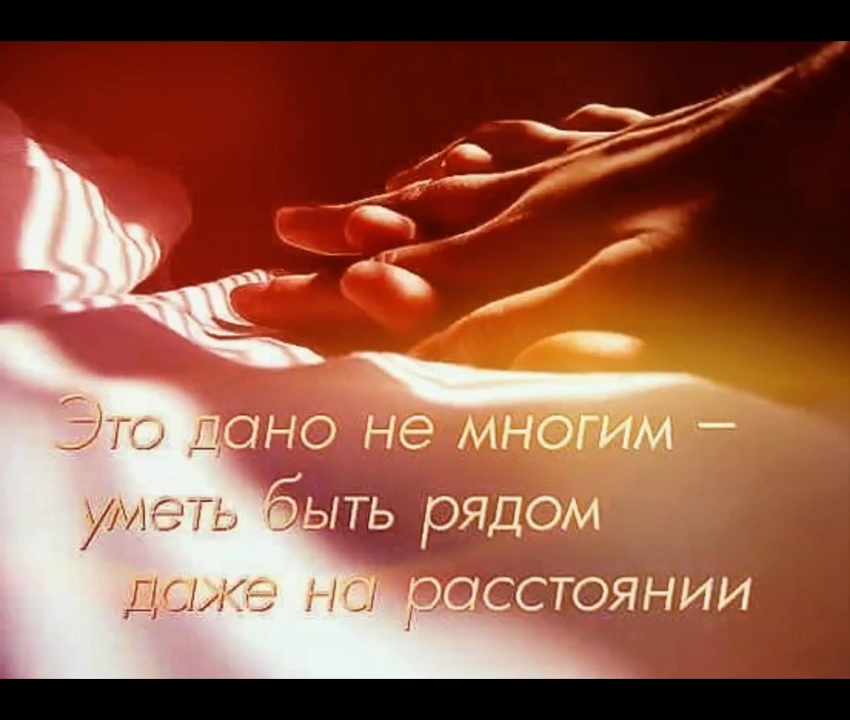 Это дано не многим –
уметь быть рядом
даже на расстоянии